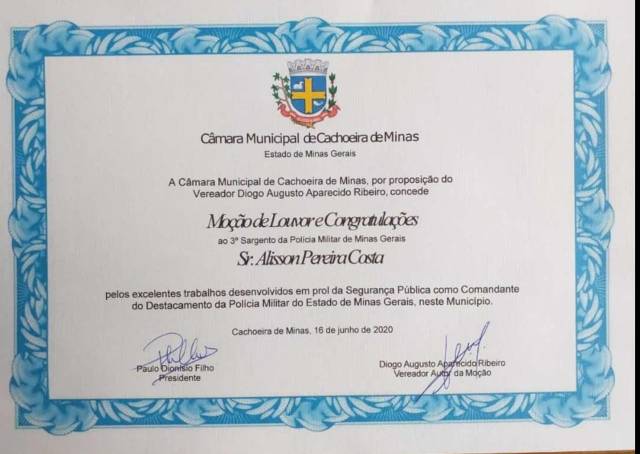 Câmara Municipal de Cachoeira de Minas
Estado de Minas Gerais
A Câmara Municipal de Cachoeira de Minas, por proposição do
Vereador Diogo Augusto Aparecido Ribeiro, concede
Moção de Louvor e Congratulações
ao 3º Sargento da Polícia Militar de Minas Gerais
Sr. Alisson Pereira Costa
pelos excelentes trabalhos desenvolvidos em prol da Segurança Pública como Comandante
do Destacamento da Polícia Militar do Estado de Minas Gerais, neste Município.
Cachoeira de Minas, 16 de junho de 2020
Paulo Dionísio Filho
Presidente
Diogo Augusto Aparecido Ribeiro
Vereador Autor da Moção